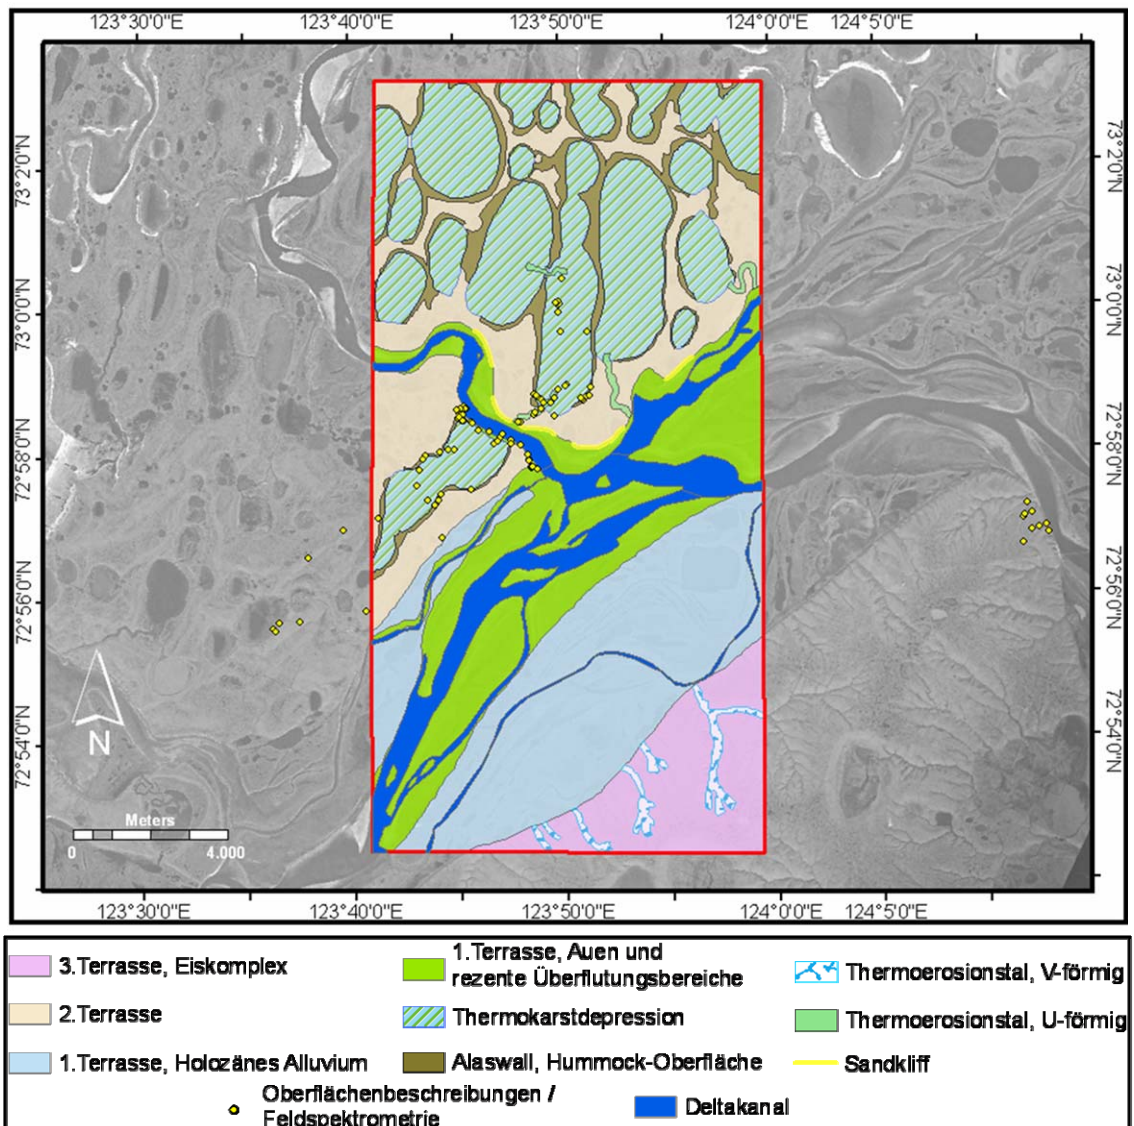 123°30'0"E 123°40'0"E 123°50'0"E 124°0'0"E 124°5'0"E
73°2'0"N
73°0'0"N
72°58'0"N
72°56'0"N
72°54'0"N
73°2'0"N
73°0'0"N
72°58'0"N
72°56'0"N
72°54'0"N
N
Meters
0 4.000
123°30'0"E 123°40'0"E 123°50'0"E 124°0'0"E 124°5'0"E
3.Terrasse, Eiskomplex
2.Terrasse
1.Terrasse, Holozänes Alluvium
1.Terrasse, Auen und
rezente Überflutungsbereiche
Thermokarstdepression
Alaswall, Hummock-Oberfläche
Thermoerosionstal, V-förmig
Thermoerosionstal, U-förmig
Sandkliff
Oberflächenbeschreibungen /
Feldspektrometrie
Deltakanal